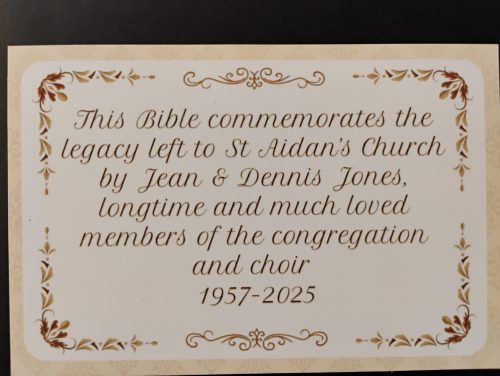 This Bible commemorates the
legacy left to St Aidan's Church
by Jean & Dennis Jones,
longtime and much loved
members of the congregation
and choir
1957-2025